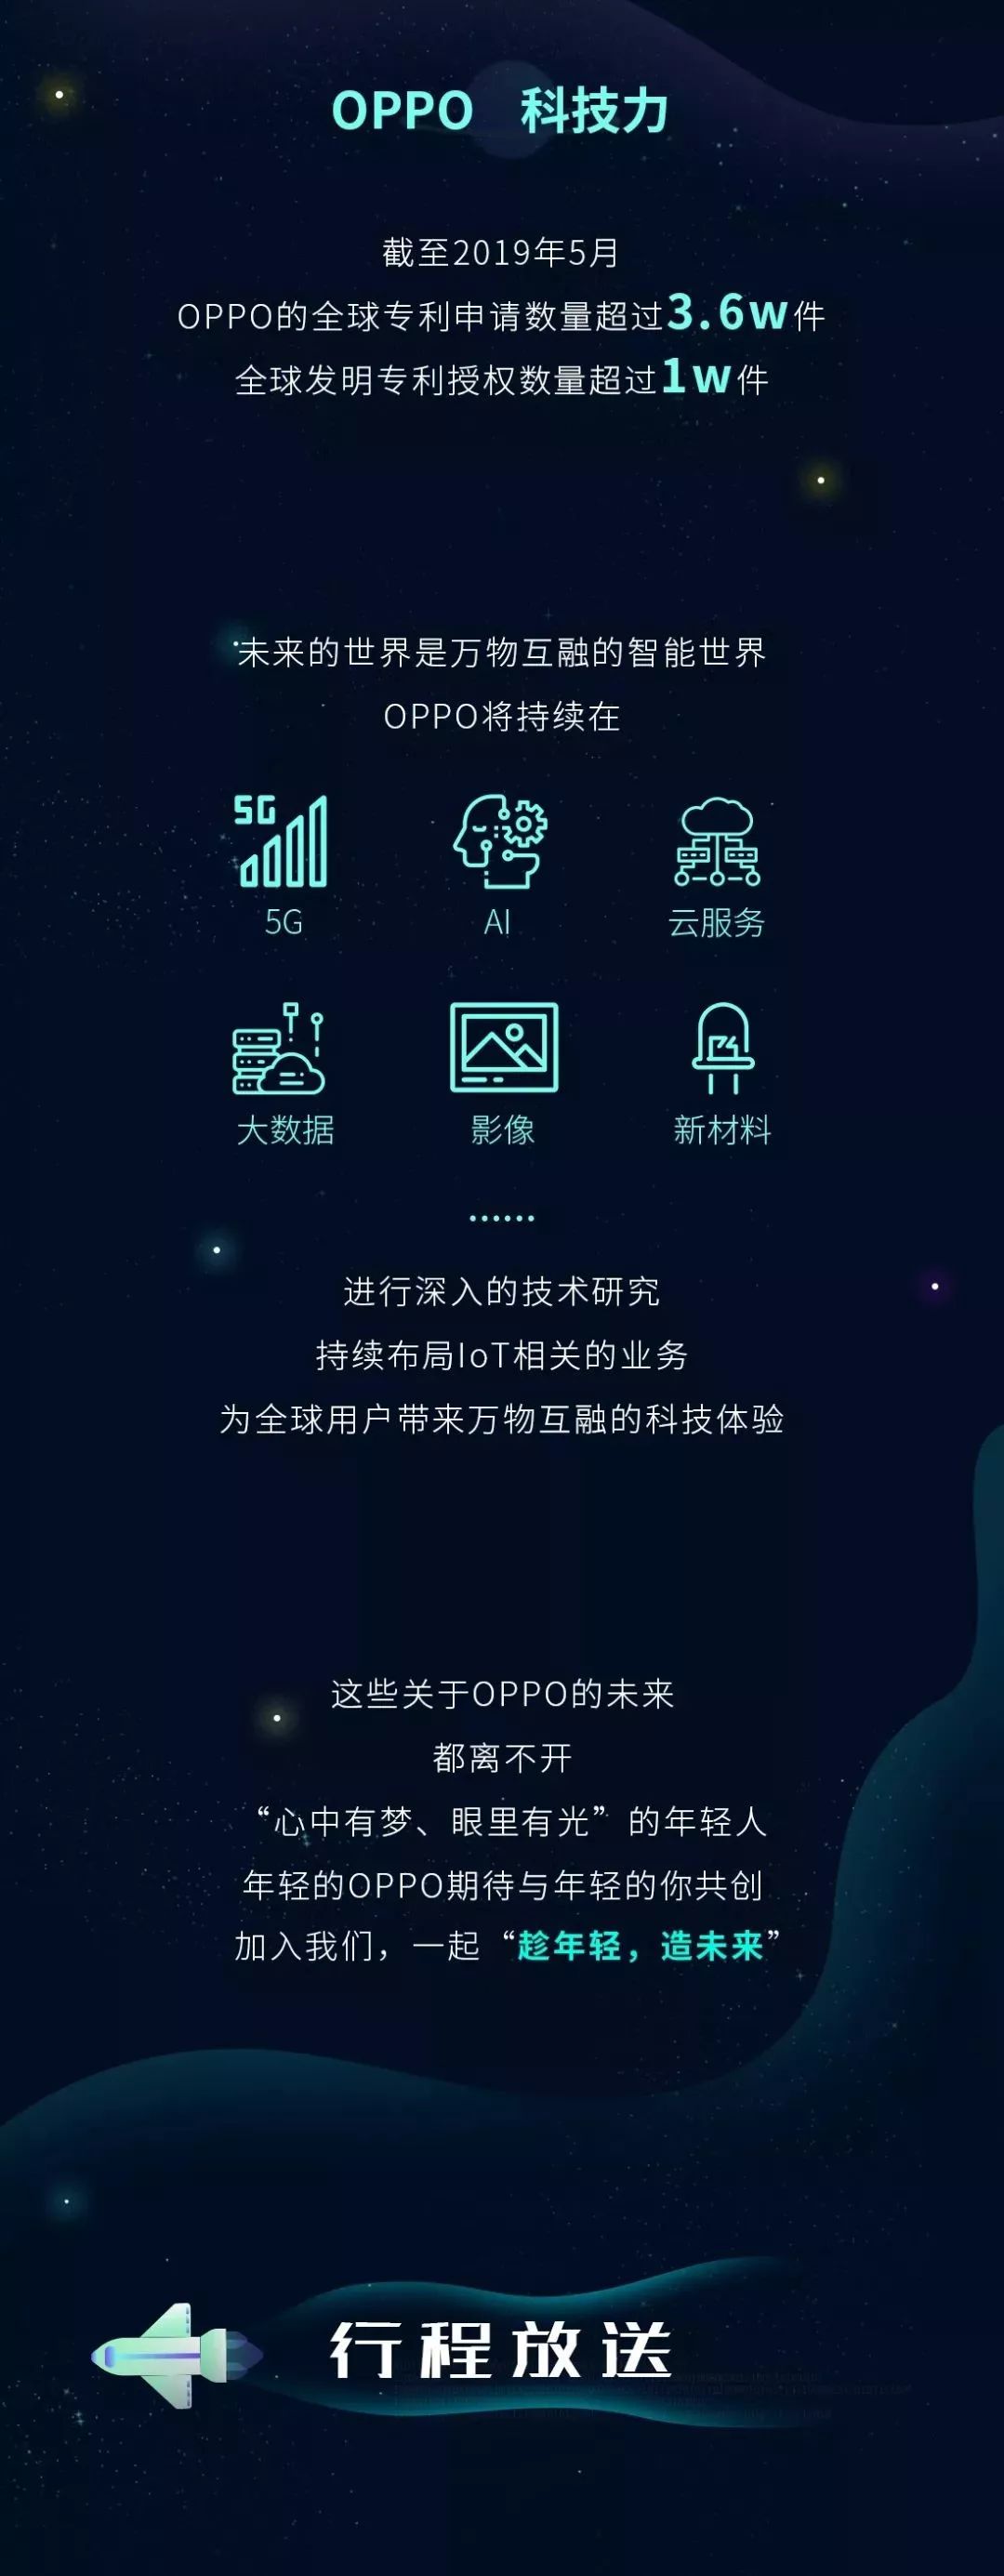 OPPO 科技力
截至2019年5月
OPPO的全球专利申请数量超过3.6w件
全球发明专利授权数量超过1w件
未来的世界是万物互融的智能世界
OPPO将持续在
5G
5G AI 云服务
大数据 影像 新材料
......
进行深入的技术研究
持续布局IoT相关的业务
为全球用户带来万物互融的科技体验
这些关于OPPO的未来
都离不开
“心中有梦、眼里有光”的年轻人
年轻的OPPO期待与年轻的你共创
加入我们，一起“趁年轻，造未来”
行程放送